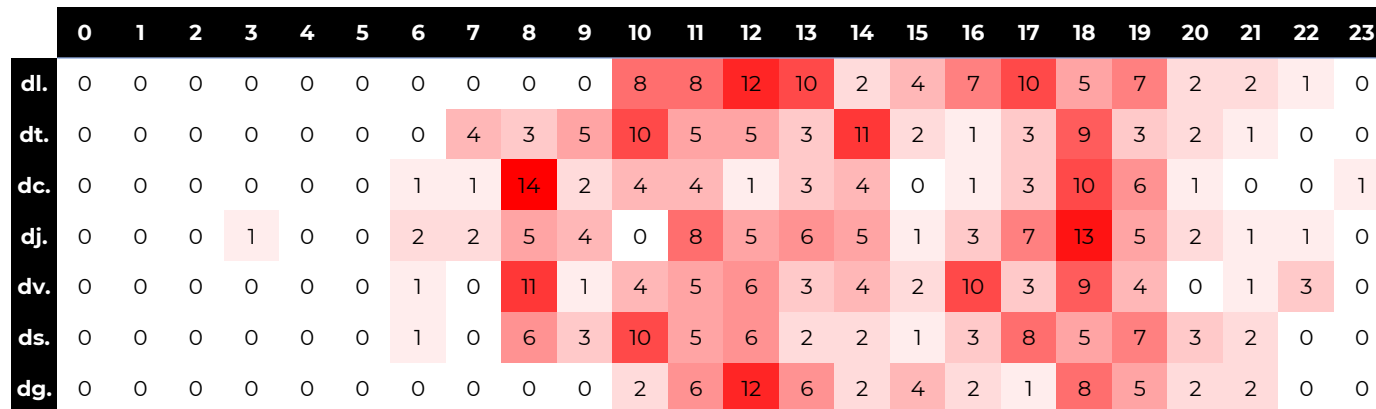 0 1 2 3 4 5 6 7 8 9 10 11 12 13 14 15 16 17 18 19 20 21 22 23
dl. 0 0 0 0 0 0 0 0 0 0 8 8 12 10 2 4 7 10 5 7 2 2 1 0
dt. 0 0 0 0 0 0 0 4 3 5 10 5 5 3 11 2 1 3 9 3 2 1 0 0
dc. 0 0 0 0 0 0 1 1 14 2 4 4 1 3 4 0 1 3 10 6 1 0 0 1
dj. 0 0 0 1 0 0 2 2 5 4 0 8 5 6 5 1 3 7 13 5 2 1 1 0
dv. 0 0 0 0 0 0 1 0 11 1 4 5 6 3 4 2 10 3 9 4 0 1 3 0
ds. 0 0 0 0 0 0 1 0 6 3 10 5 6 2 2 1 3 8 5 7 3 2 0 0
dg. 0 0 0 0 0 0 0 0 0 0 2 6 12 6 2 4 2 1 8 5 2 2 0 0